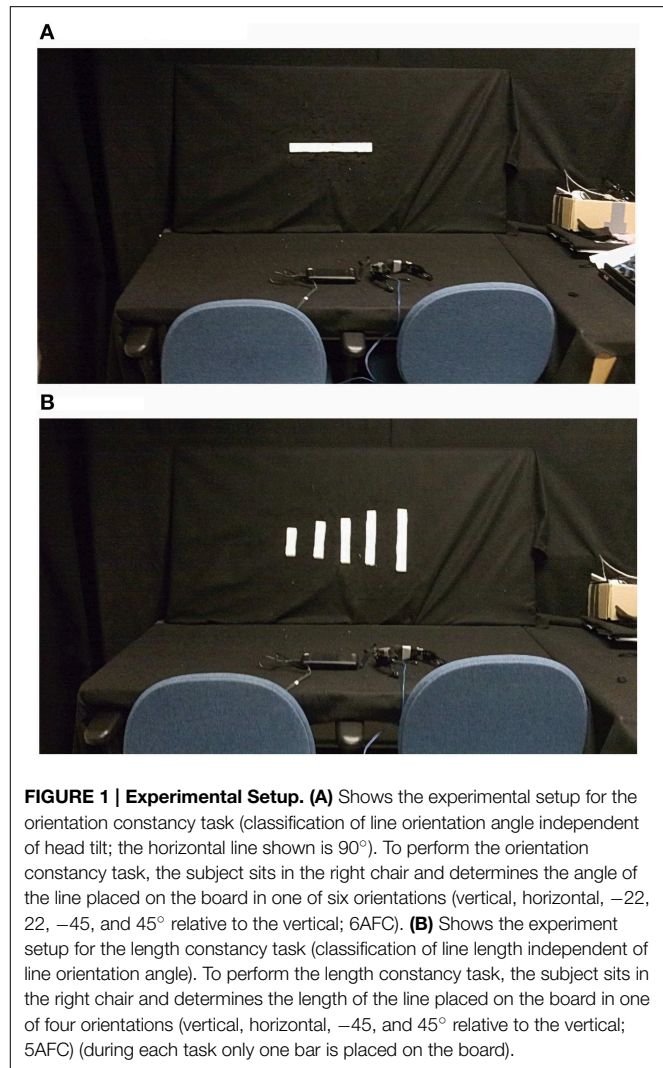 A
B
FIGURE 1 | Experimental Setup. (A) Shows the experimental setup for the
orientation constancy task (classification of line orientation angle independent
of head tilt; the horizontal line shown is 90°). To perform the orientation
constancy task, the subject sits in the right chair and determines the angle of
the line placed on the board in one of six orientations (vertical, horizontal, −22,
22, −45, and 45° relative to the vertical; 6AFC). (B) Shows the experiment
setup for the length constancy task (classification of line length independent of
line orientation angle). To perform the length constancy task, the subject sits in
the right chair and determines the length of the line placed on the board in one
of four orientations (vertical, horizontal, −45, and 45° relative to the vertical;
5AFC) (during each task only one bar is placed on the board).